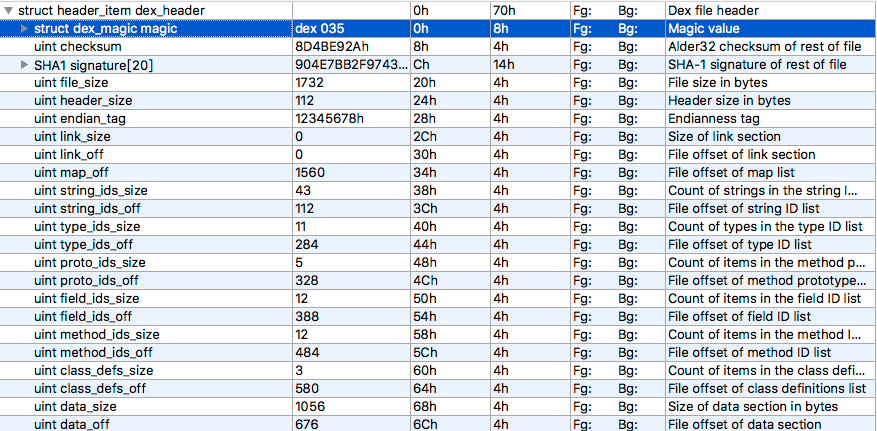 struct header_item dex_header 0h 70h Fg: Bg: Dex file header
struct dex_magic magic dex 035 0h 8h Fg: Bg: Magic value
uint checksum 8D4BE92Ah 8h 4h Fg: Bg: Alder32 checksum of rest of file
SHA1 signature[20] 904E7BB2F9743... Ch 14h Fg: Bg: SHA-1 signature of rest of file
uint file_size 1732 20h 4h Fg: Bg: File size in bytes
uint header_size 112 24h 4h Fg: Bg: Header size in bytes
uint endian_tag 12345678h 28h 4h Fg: Bg: Endianness tag
uint link_size 0 2Ch 4h Fg: Bg: Size of link section
uint link_off 0 30h 4h Fg: Bg: File offset of link section
uint map_off 1560 34h 4h Fg: Bg: File offset of map list
uint string_ids_size 43 38h 4h Fg: Bg: Count of strings in the string I...
uint string_ids_off 112 3Ch 4h Fg: Bg: File offset of string ID list
uint type_ids_size 11 40h 4h Fg: Bg: Count of types in the type ID list
uint type_ids_off 284 44h 4h Fg: Bg: File offset of type ID list
uint proto_ids_size 5 48h 4h Fg: Bg: Count of items in the method p...
uint proto_ids_off 328 4Ch 4h Fg: Bg: File offset of method prototype...
uint field_ids_size 12 50h 4h Fg: Bg: Count of items in the field ID list
uint field_ids_off 388 54h 4h Fg: Bg: File offset of field ID list
uint method_ids_size 12 58h 4h Fg: Bg: Count of items in the method I...
uint method_ids_off 484 5Ch 4h Fg: Bg: File offset of method ID list
uint class_defs_size 3 60h 4h Fg: Bg: Count of items in the class defi...
uint class_defs_off 580 64h 4h Fg: Bg: File offset of class definitions list
uint data_size 1056 68h 4h Fg: Bg: Size of data section in bytes
uint data_off 676 6Ch 4h Fg: Bg: File offset of data section